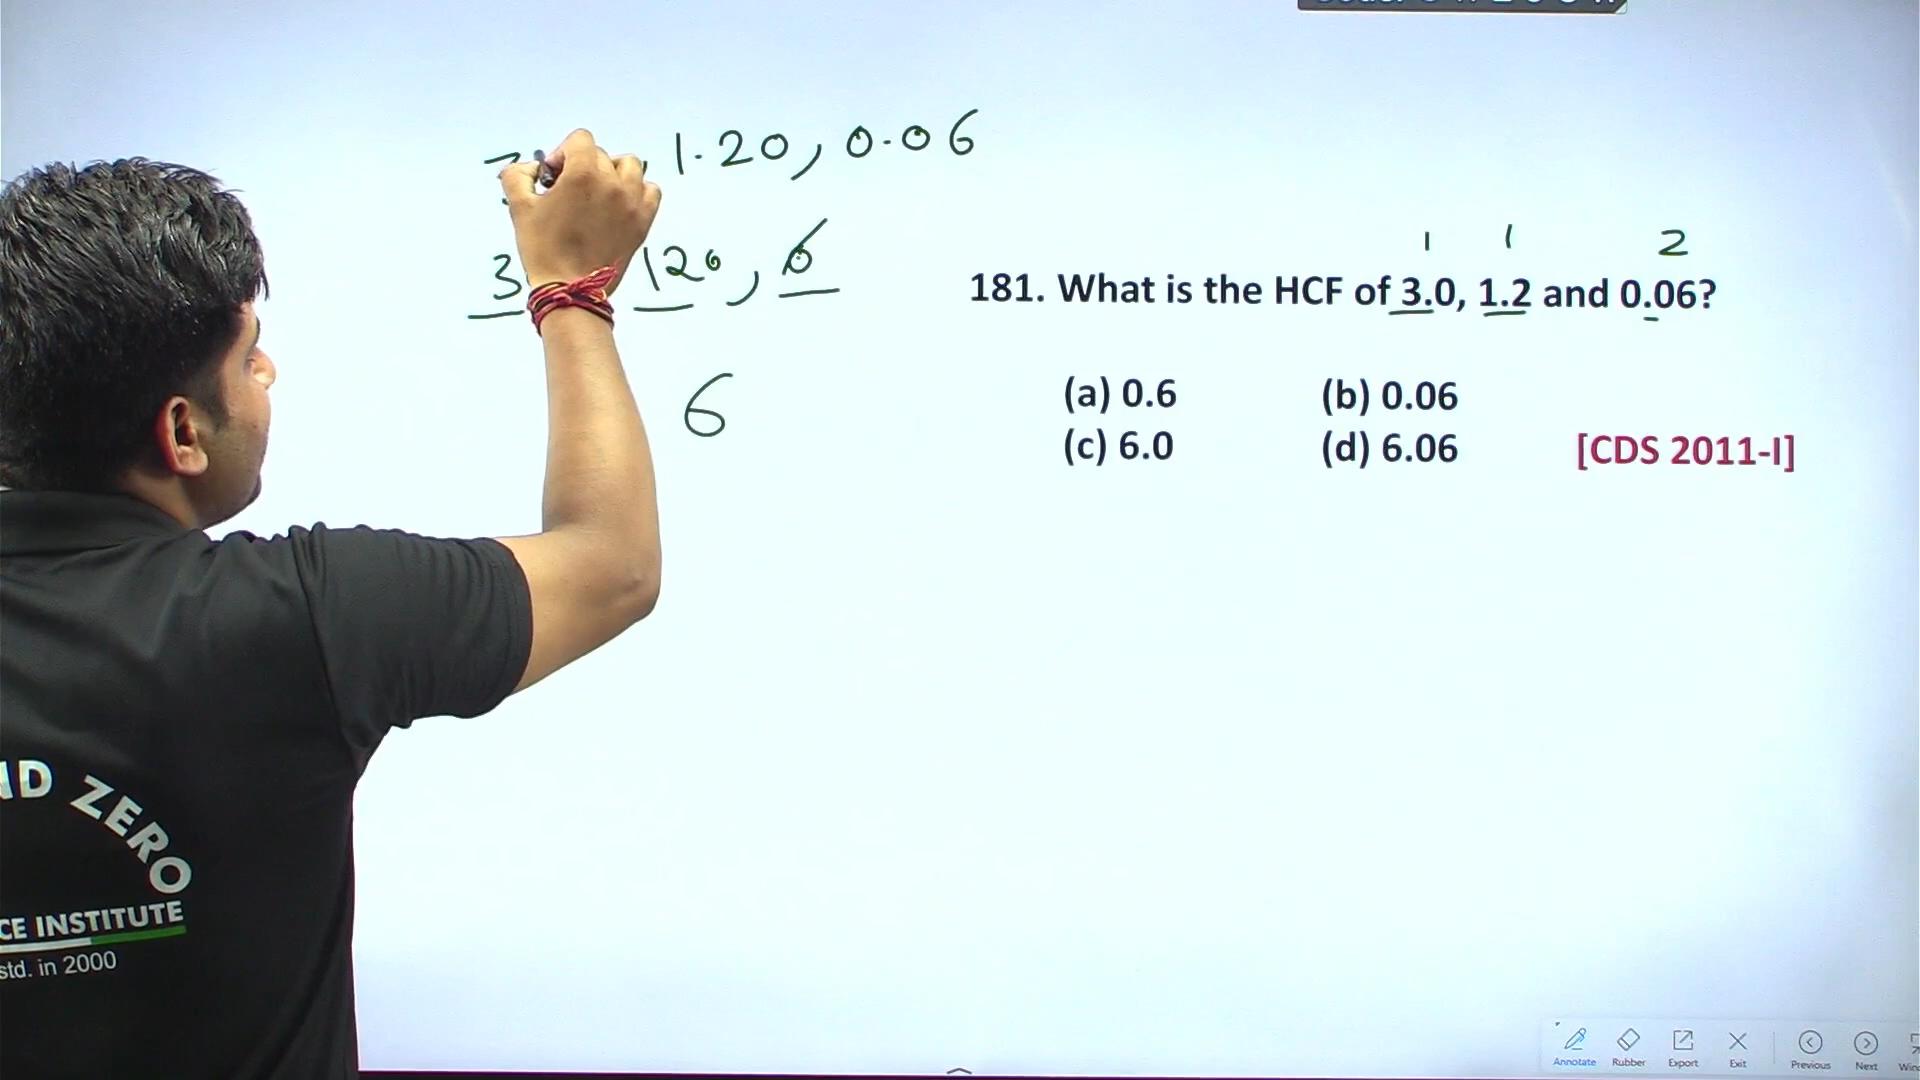 1.20, 0.06
3 120, 6
6
1 1 2
181. What is the HCF of 3.0, 1.2 and 0.06?
(a) 0.6 (b) 0.06
(c) 6.0 (d) 6.06 [CDS 2011-I]
ND ZERO
CE INSTITUTE
std. in 2000
Annotate Rubber Export Exit Previous Next